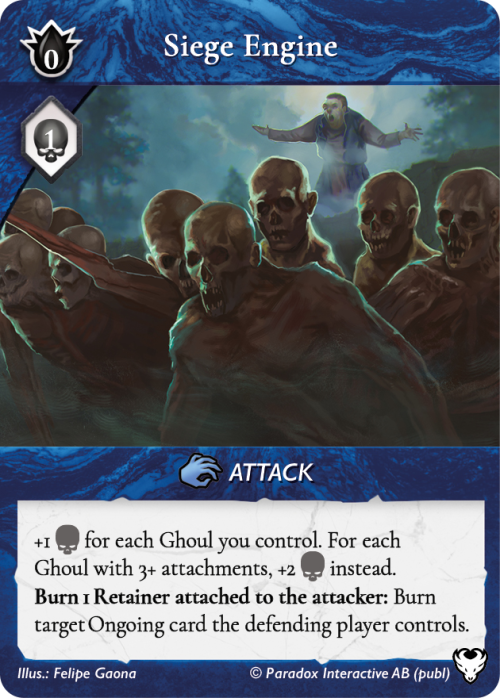 Siege Engine
0
1
ATTACK
+1 for each Ghoul you control. For each
Ghoul with 3+ attachments, +2 instead.
Burn 1 Retainer attached to the attacker: Burn
target Ongoing card the defending player controls.
Illus.: Felipe Gaona © Paradox Interactive AB (publ)